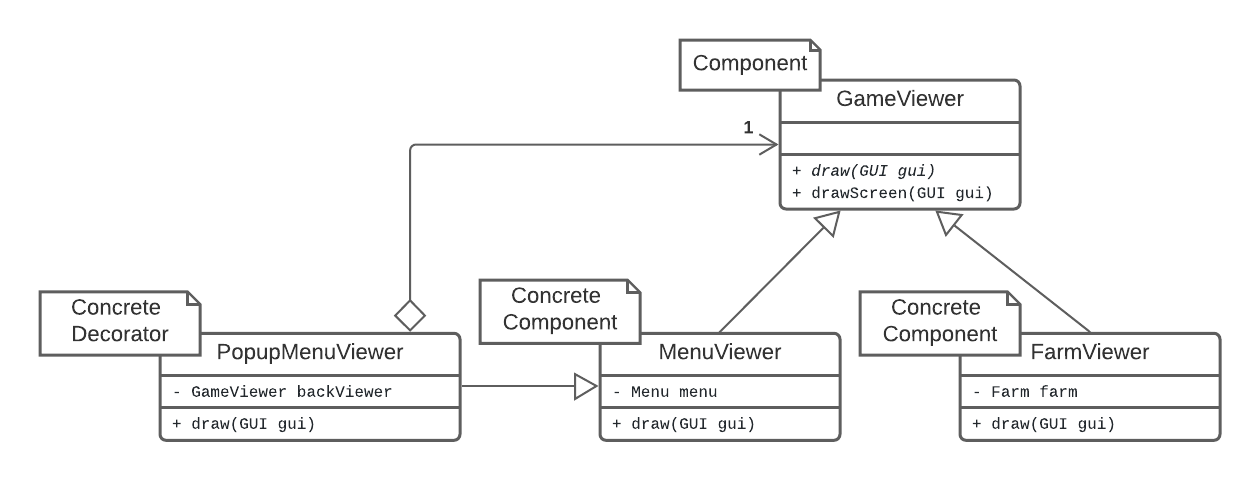 Component
GameViewer
1
+ draw(GUI gui)
+ drawScreen(GUI gui)
Concrete
Decorator
PopupMenuViewer
- GameViewer backViewer
+ draw(GUI gui)
Concrete
Component
MenuViewer
- Menu menu
+ draw(GUI gui)
Concrete
Component
FarmViewer
- Farm farm
+ draw(GUI gui)